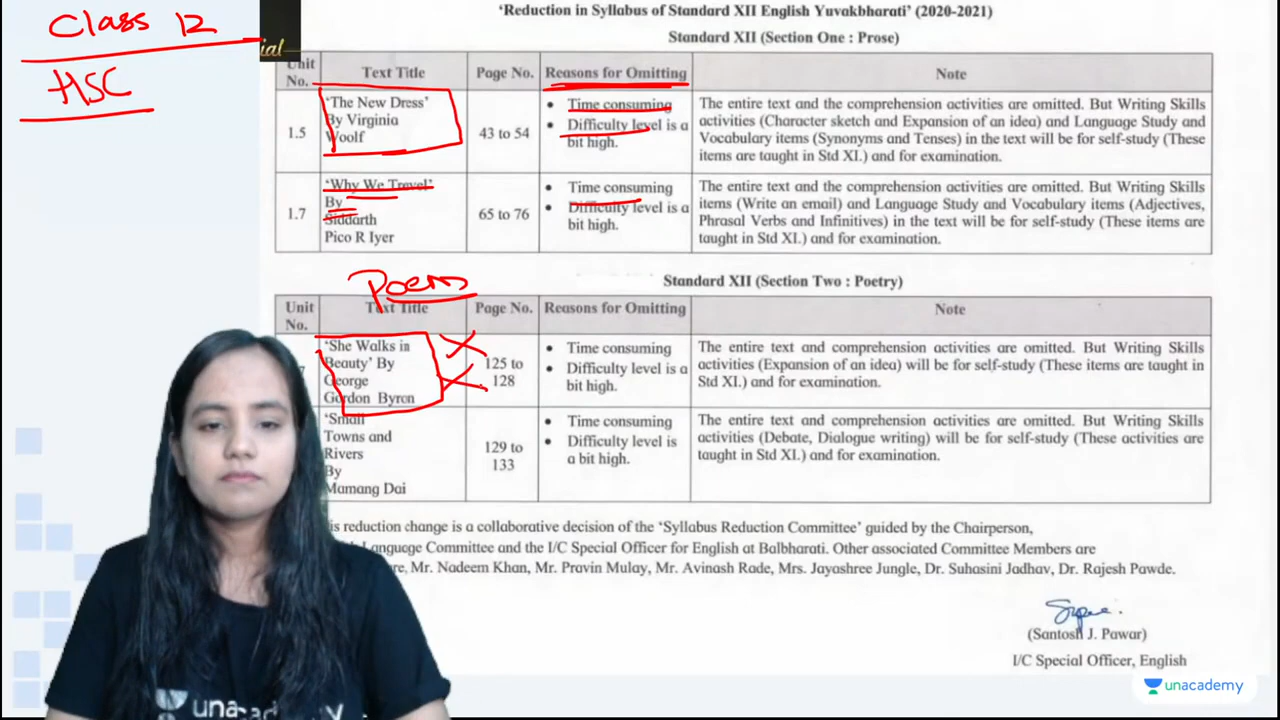 Class 12
HSC
ial
'Reduction in Syllabus of Standard XII English Yuvakbharati' (2020-2021)
Standard XII (Section One : Prose)
Unit No. Text Title Page No. Reasons for Omitting Note
1.5 'The New Dress' By Virginia Woolf 43 to 54 • Time consuming • Difficulty level is a bit high. The entire text and the comprehension activities are omitted. But Writing Skills activities (Character sketch and Expansion of an idea) and Language Study and Vocabulary items (Synonyms and Tenses) in the text will be for self-study (These items are taught in Std XI.) and for examination.
1.7 'Why We Travel' By Siddarth Pico R Iyer 65 to 76 • Time consuming • Difficulty level is a bit high. The entire text and the comprehension activities are omitted. But Writing Skills items (Write an email) and Language Study and Vocabulary items (Adjectives, Phrasal Verbs and Infinitives) in the text will be for self-study (These items are taught in Std XI.) and for examination.
Standard XII (Section Two : Poetry)
Poem
Unit No. Text Title Page No. Reasons for Omitting Note
'She Walks in Beauty' By George Gordon Byron 125 to 128 • Time consuming • Difficulty level is a bit high. The entire text and comprehension activities are omitted. But Writing Skills activities (Expansion of an idea) will be for self-study (These items are taught in Std XI.) and for examination.
'Small Towns and Rivers By Mamang Dai 129 to 133 • Time consuming • Difficulty level is a bit high. The entire text and comprehension activities are omitted. But Writing Skills activities (Debate, Dialogue writing) will be for self-study (These activities are taught in Std XI.) and for examination.
is reduction change is a collaborative decision of the 'Syllabus Reduction Committee' guided by the Chairperson,
Language Committee and the I/C Special Officer for English at Balbharati. Other associated Committee Members are
Mr. Nadeem Khan, Mr. Pravin Mulay, Mr. Avinash Rade, Mrs. Jayashree Jungle, Dr. Suhasini Jadhav, Dr. Rajesh Pawde.
(Santosh J. Pawar)
I/C Special Officer, English
unacademy
una